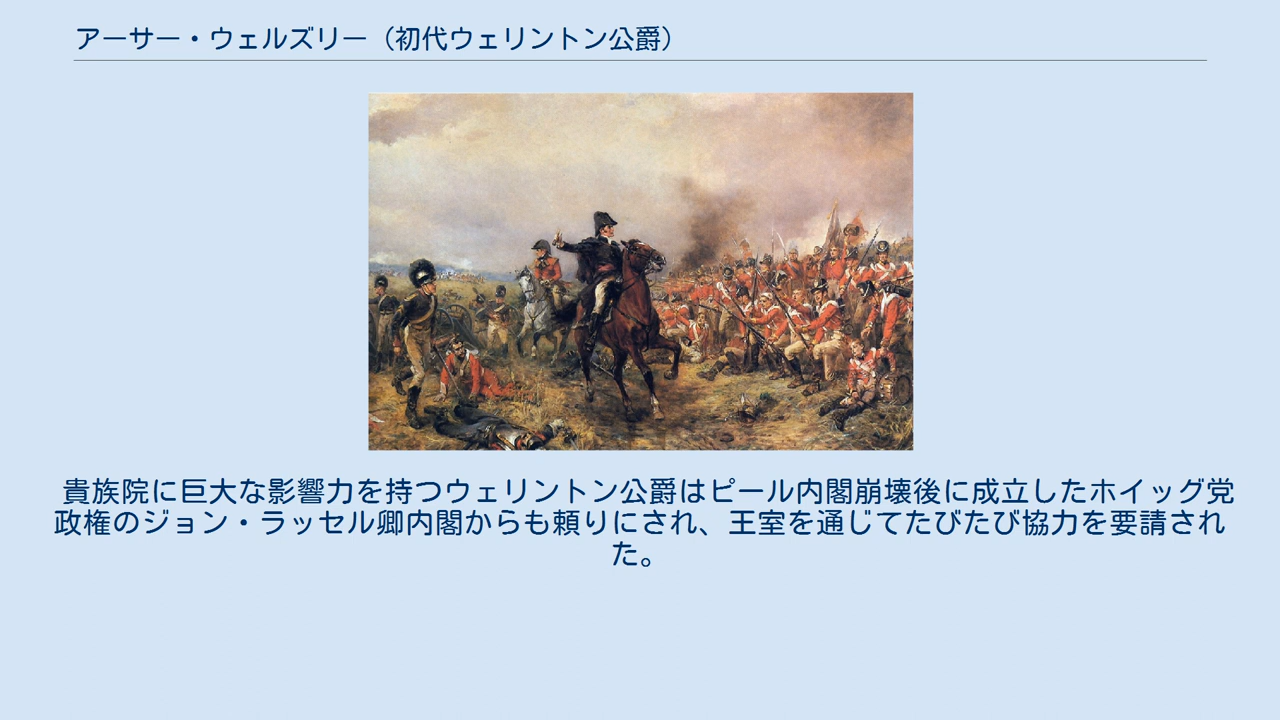 アーサー・ウェルズリー（初代ウェリントン公爵）
貴族院に巨大な影響力を持つウェリントン公爵はピール内閣崩壊後に成立したホイッグ党
政権のジョン・ラッセル卿内閣からも頼りにされ、王室を通じてたびたび協力を要請され
た。